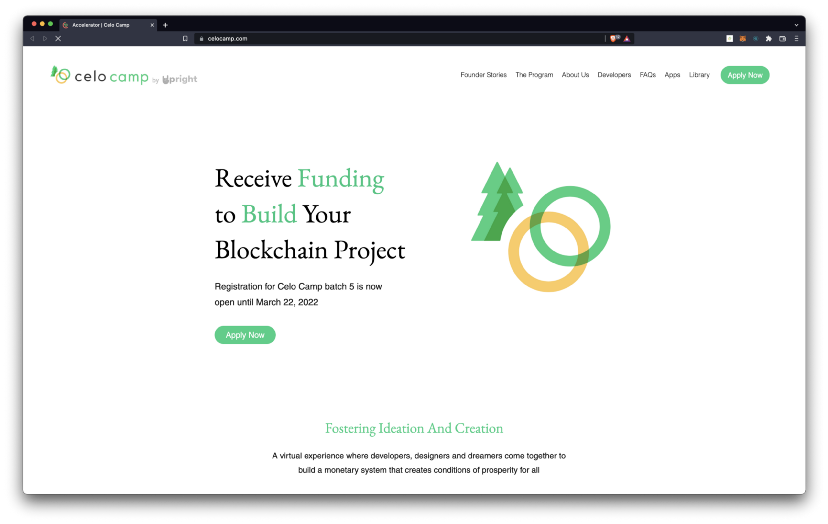 Accelerator | Celo Camp
celocamp.com
celo camp by Upright
Founder Stories The Program About Us Developers FAQs Apps Library Apply Now
Receive Funding
to Build Your
Blockchain Project
Registration for Celo Camp batch 5 is now
open until March 22, 2022
Apply Now
Fostering Ideation And Creation
A virtual experience where developers, designers and dreamers come together to
build a monetary system that creates conditions of prosperity for all